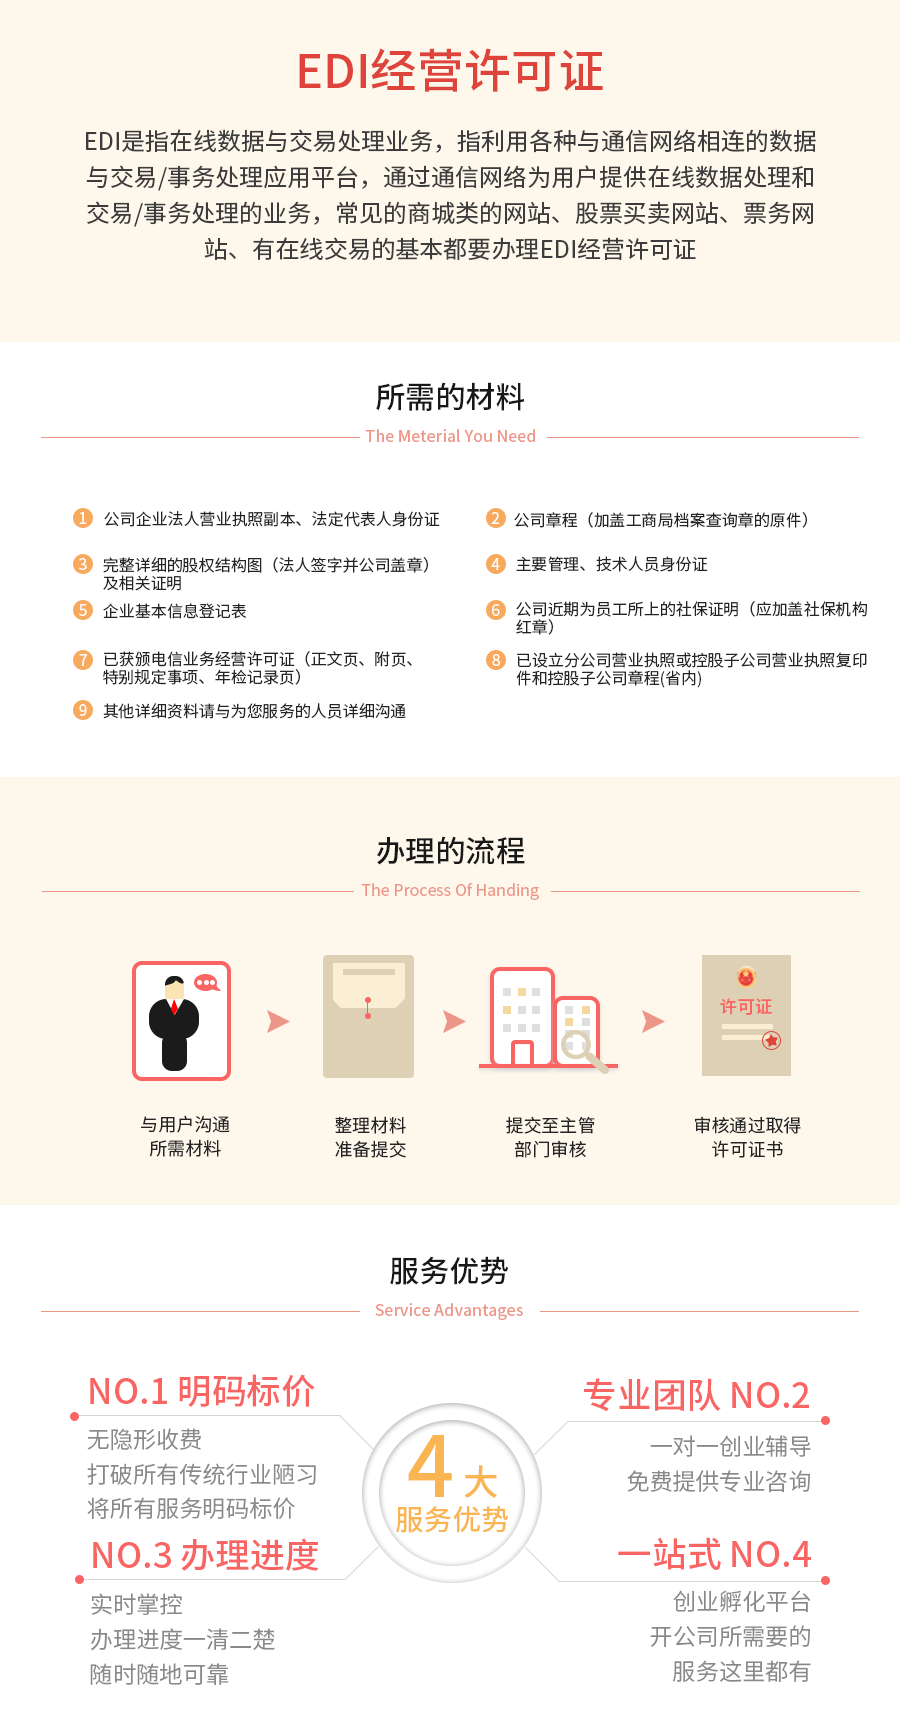 EDI经营许可证
EDI是指在线数据与交易处理业务，指利用各种与通信网络相连的数据
与交易/事务处理应用平台，通过通信网络为用户提供在线数据处理和
交易/事务处理的业务，常见的商城类的网站、股票买卖网站、票务网
站、有在线交易的基本都要办理EDI经营许可证
所需的材料
The Meterial You Need
1 公司企业法人营业执照副本、法定代表人身份证
2 公司章程（加盖工商局档案查询章的原件）
3 完整详细的股权结构图（法人签字并公司盖章）
及相关证明
4 主要管理、技术人员身份证
5 企业基本信息登记表
6 公司近期为员工所上的社保证明（应加盖社保机构
红章）
7 已获颁电信业务经营许可证（正文页、附页、
特别规定事项、年检记录页）
8 已设立分公司营业执照或控股子公司营业执照复印
件和控股子公司章程(省内)
9 其他详细资料请与为您服务的人员详细沟通
办理的流程
The Process Of Handing
许可证
与用户沟通
所需材料
整理材料
准备提交
提交至主管
部门审核
审核通过取得
许可证书
服务优势
Service Advantages
NO.1 明码标价
无隐形收费
打破所有传统行业陋习
将所有服务明码标价
专业团队 NO.2
一对一创业辅导
免费提供专业咨询
4 大
服务优势
NO.3 办理进度
实时掌控
办理进度一清二楚
随时随地可靠
一站式 NO.4
创业孵化平台
开公司所需要的
服务这里都有